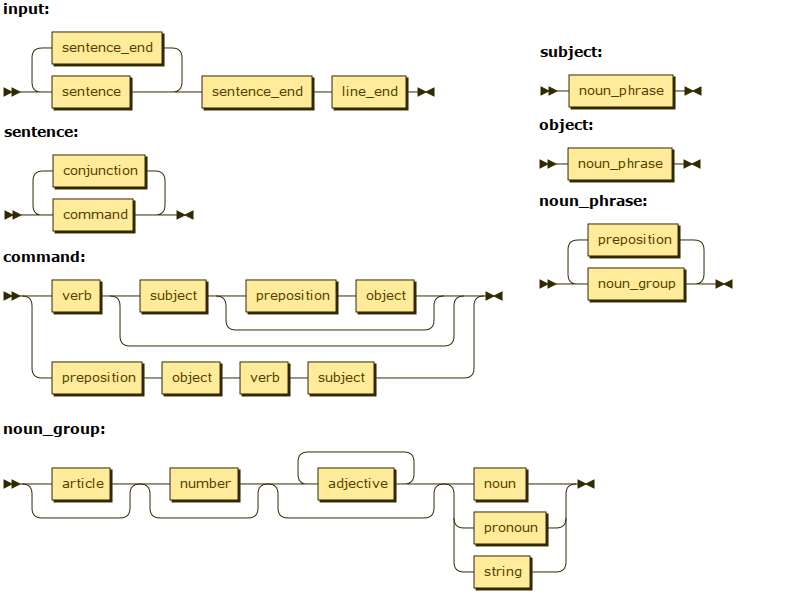 input:
sentence_end
sentence sentence_end line_end
sentence:
conjunction
command
command:
verb subject preposition object
preposition object verb subject
subject:
noun_phrase
object:
noun_phrase
noun_phrase:
preposition
noun_group
noun_group:
article number adjective noun
pronoun
string